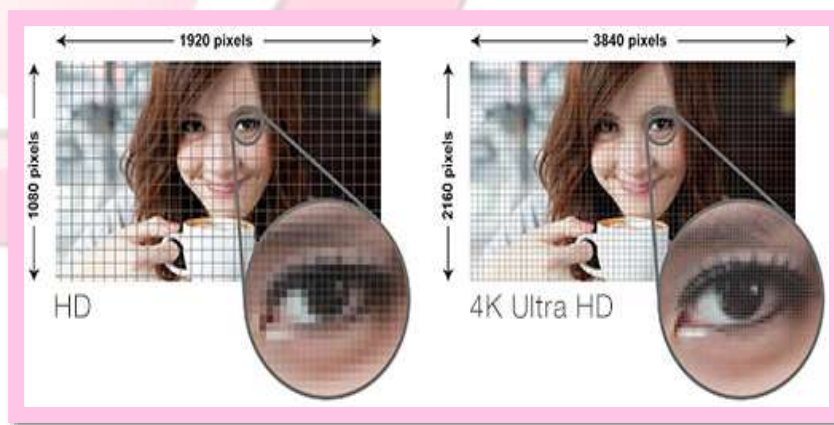 1920 pixels
1080 pixels
HD
3840 pixels
2160 pixels
4K Ultra HD